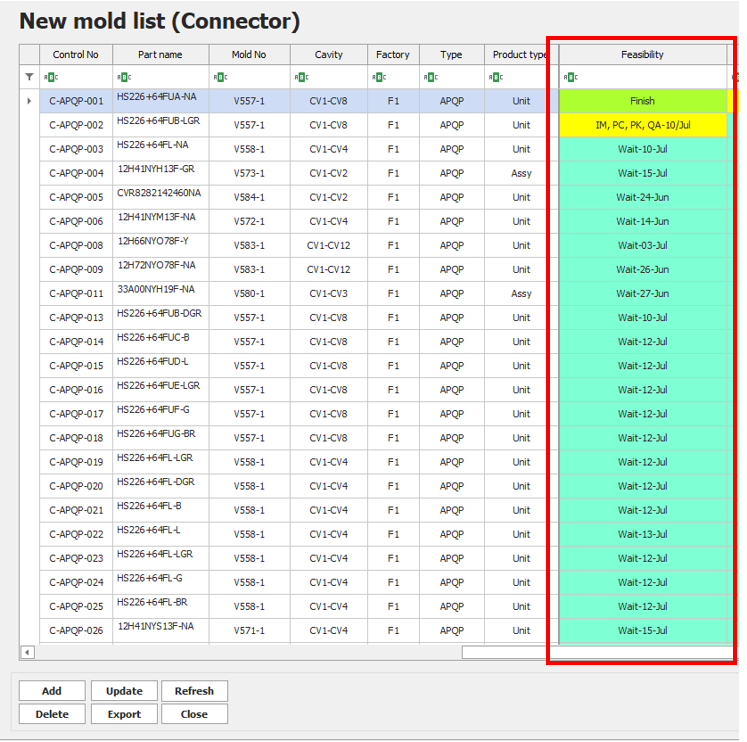 New mold list (Connector)
Control No Part name Mold No Cavity Factory Type Product type Feasibility
C-APQP-001 HS226+64FUA-NA V557-1 CV1-CV8 F1 APQP Unit Finish
C-APQP-002 HS226+64FUB-LGR V557-1 CV1-CV8 F1 APQP Unit IM, PC, PK, QA-10/Jul
C-APQP-003 HS226+64FL-NA V558-1 CV1-CV4 F1 APQP Unit Wait-10-Jul
C-APQP-004 12H41NYH13F-GR V573-1 CV1-CV2 F1 APQP Assy Wait-15-Jul
C-APQP-005 CVR8282142460NA V584-1 CV1-CV2 F1 APQP Unit Wait-24-Jun
C-APQP-006 12H41NYM13F-NA V572-1 CV1-CV4 F1 APQP Unit Wait-14-Jun
C-APQP-008 12H66NYO78F-Y V583-1 CV1-CV12 F1 APQP Unit Wait-03-Jul
C-APQP-009 12H72NYO78F-NA V583-1 CV1-CV12 F1 APQP Unit Wait-26-Jun
C-APQP-011 33A00NYH19F-NA V580-1 CV1-CV3 F1 APQP Assy Wait-27-Jun
C-APQP-013 HS226+64FUB-DGR V557-1 CV1-CV8 F1 APQP Unit Wait-10-Jul
C-APQP-014 HS226+64FUC-B V557-1 CV1-CV8 F1 APQP Unit Wait-12-Jul
C-APQP-015 HS226+64FUD-L V557-1 CV1-CV8 F1 APQP Unit Wait-12-Jul
C-APQP-016 HS226+64FUE-LGR V557-1 CV1-CV8 F1 APQP Unit Wait-12-Jul
C-APQP-017 HS226+64FUF-G V557-1 CV1-CV8 F1 APQP Unit Wait-12-Jul
C-APQP-018 HS226+64FUG-BR V557-1 CV1-CV8 F1 APQP Unit Wait-12-Jul
C-APQP-019 HS226+64FL-LGR V558-1 CV1-CV4 F1 APQP Unit Wait-12-Jul
C-APQP-020 HS226+64FL-DGR V558-1 CV1-CV4 F1 APQP Unit Wait-12-Jul
C-APQP-021 HS226+64FL-B V558-1 CV1-CV4 F1 APQP Unit Wait-12-Jul
C-APQP-022 HS226+64FL-L V558-1 CV1-CV4 F1 APQP Unit Wait-13-Jul
C-APQP-023 HS226+64FL-LGR V558-1 CV1-CV4 F1 APQP Unit Wait-12-Jul
C-APQP-024 HS226+64FL-G V558-1 CV1-CV4 F1 APQP Unit Wait-12-Jul
C-APQP-025 HS226+64FL-BR V558-1 CV1-CV4 F1 APQP Unit Wait-12-Jul
C-APQP-026 12H41NYS13F-NA V571-1 CV1-CV4 F1 APQP Unit Wait-15-Jul
Add Update Refresh
Delete Export Close